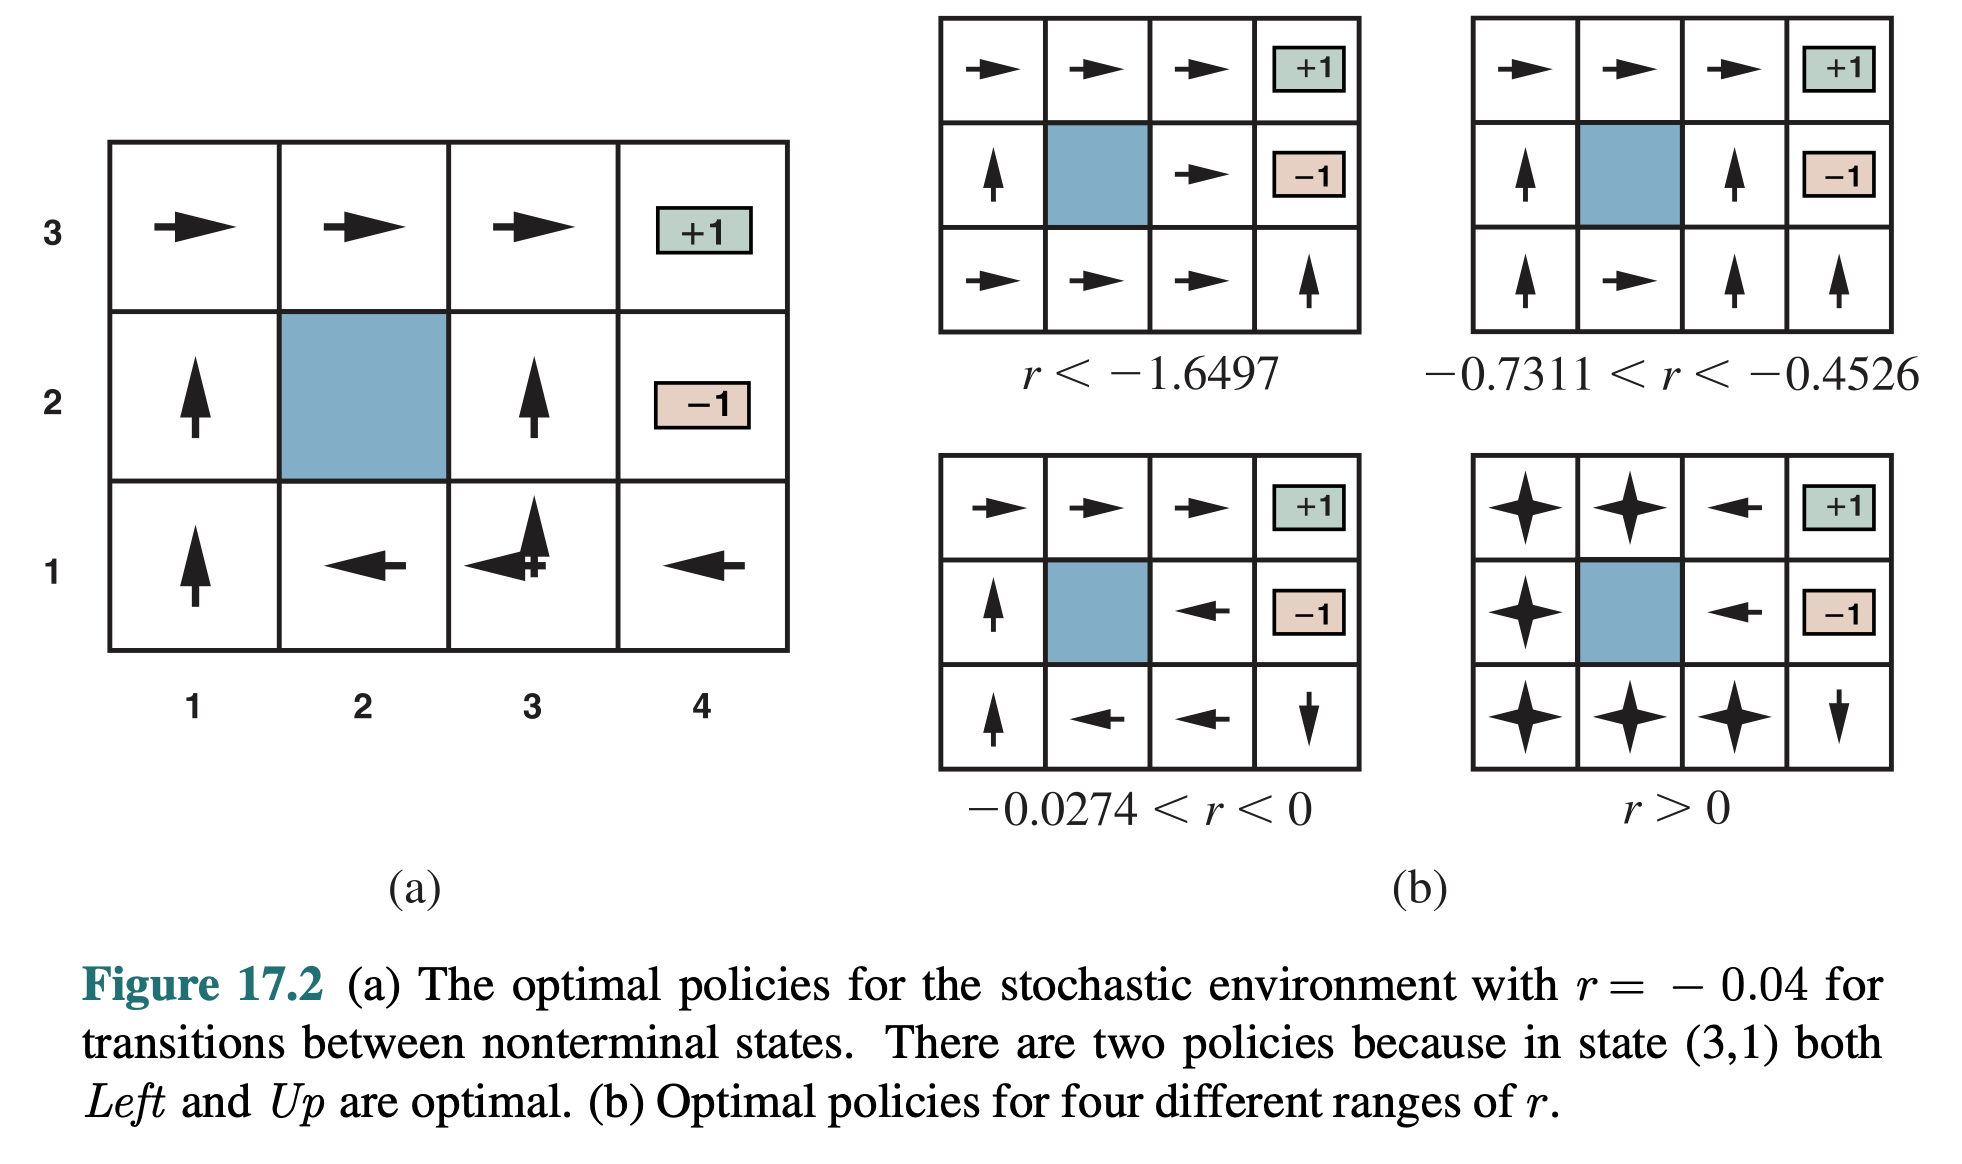 3
+1
2
−1
1
1 2 3 4
(a)
+1
−1
r < −1.6497
+1
−1
−0.7311 < r < −0.4526
+1
−1
−0.0274 < r < 0
+1
−1
r > 0
(b)
Figure 17.2 (a) The optimal policies for the stochastic environment with r = − 0.04 for
transitions between nonterminal states. There are two policies because in state (3,1) both
Left and Up are optimal. (b) Optimal policies for four different ranges of r.